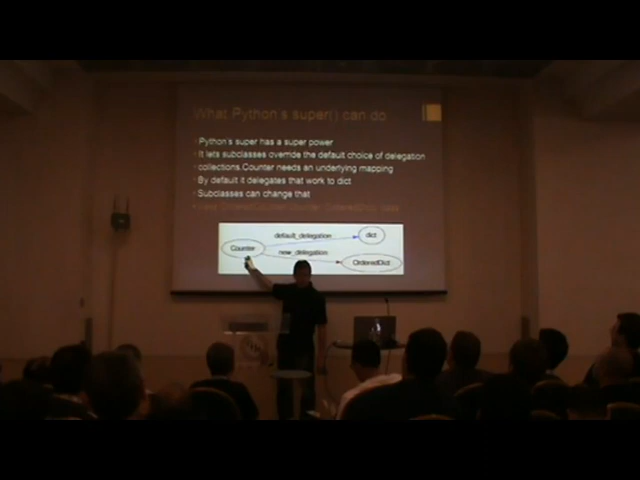 What Python's super() can do
Python's super has a super power
It lets subclasses override the default choice of delegation
collections.Counter needs an underlying mapping
By default it delegates that work to dict
Subclasses can change that
default_delegation
dict
Counter
new_delegation
OrderedDict